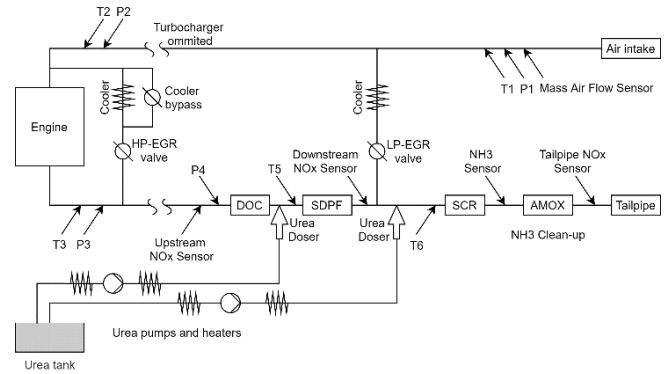 T2 P2
Turbocharger
ommited
Air intake
Cooler
Cooler
bypass
Cooler
T1 P1 Mass Air Flow Sensor
Engine
HP-EGR
valve
LP-EGR
valve
P4
T5
Downstream
NOx Sensor
NH3
Sensor
Tailpipe NOx
Sensor
DOC
SDPF
SCR
AMOX
Tailpipe
T3 P3
Upstream
NOx Sensor
Urea
Doser
Urea
Doser
T6
NH3 Clean-up
Urea pumps and heaters
Urea tank